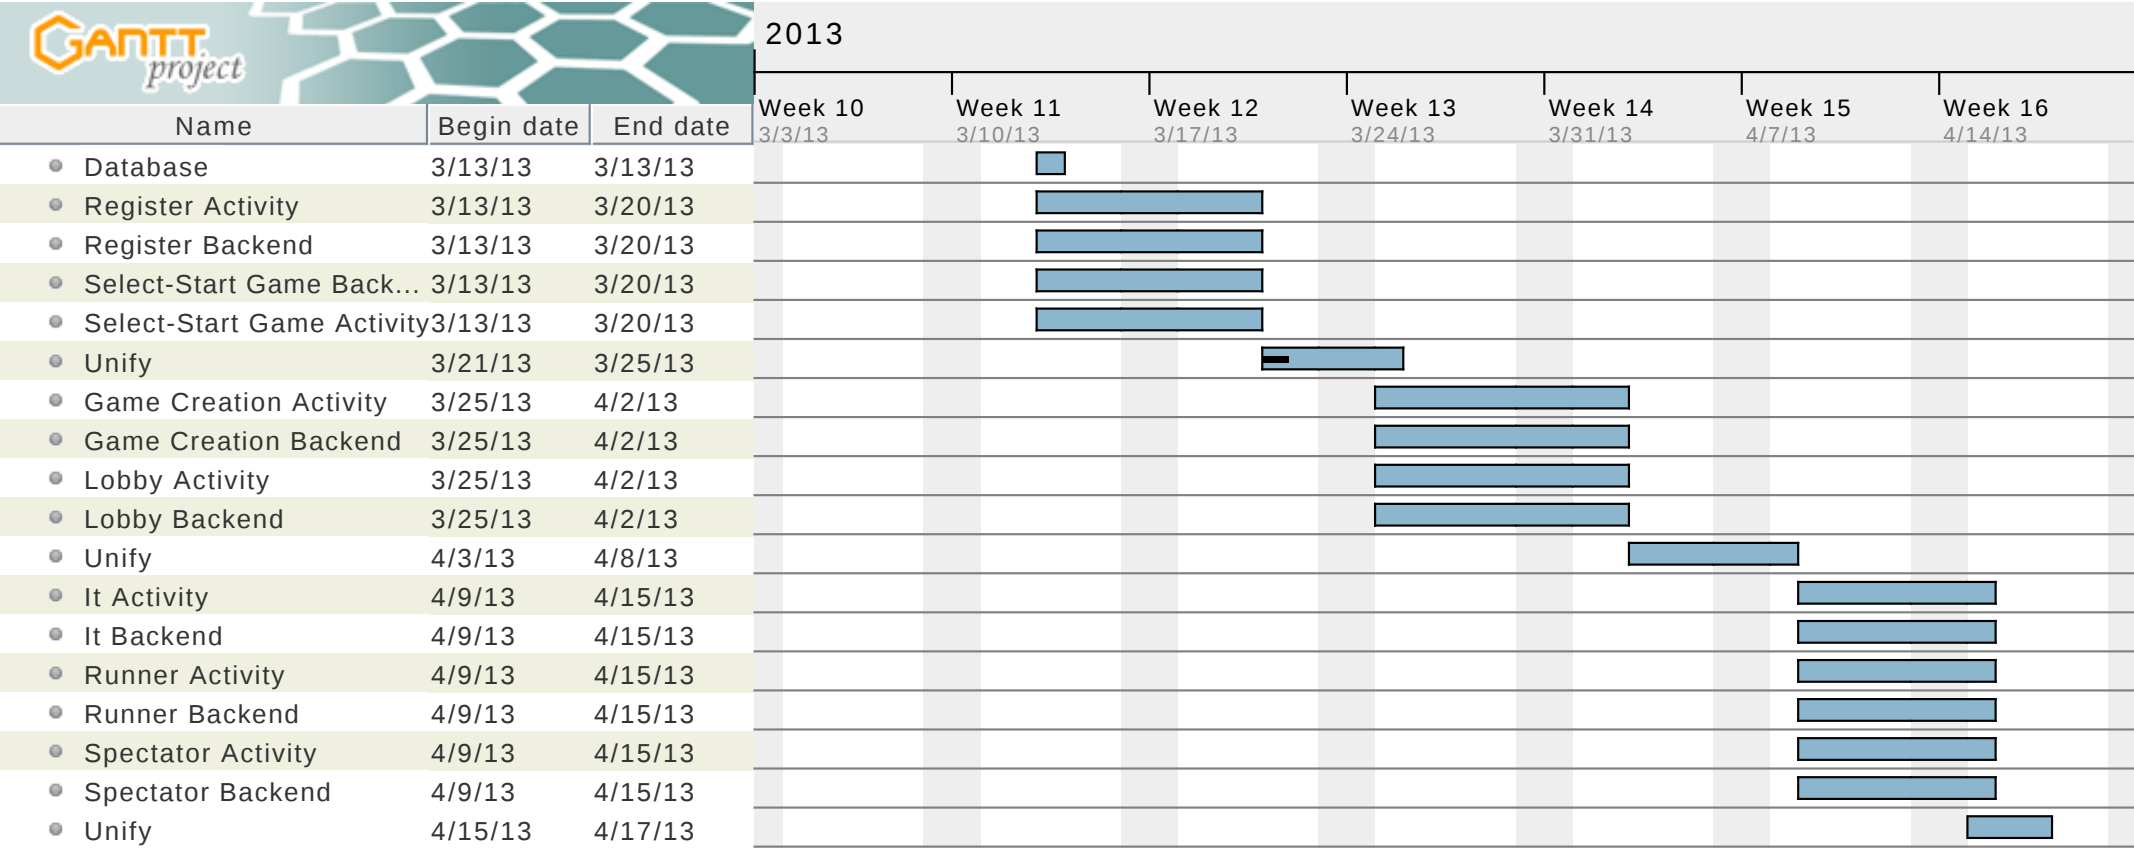 GANTT
project
2013
Week 10 Week 11 Week 12 Week 13 Week 14 Week 15 Week 16
Name Begin date End date
3/3/13 3/10/13 3/17/13 3/24/13 3/31/13 4/7/13 4/14/13
Database 3/13/13 3/13/13
Register Activity 3/13/13 3/20/13
Register Backend 3/13/13 3/20/13
Select-Start Game Back... 3/13/13 3/20/13
Select-Start Game Activity 3/13/13 3/20/13
Unify 3/21/13 3/25/13
Game Creation Activity 3/25/13 4/2/13
Game Creation Backend 3/25/13 4/2/13
Lobby Activity 3/25/13 4/2/13
Lobby Backend 3/25/13 4/2/13
Unify 4/3/13 4/8/13
It Activity 4/9/13 4/15/13
It Backend 4/9/13 4/15/13
Runner Activity 4/9/13 4/15/13
Runner Backend 4/9/13 4/15/13
Spectator Activity 4/9/13 4/15/13
Spectator Backend 4/9/13 4/15/13
Unify 4/15/13 4/17/13